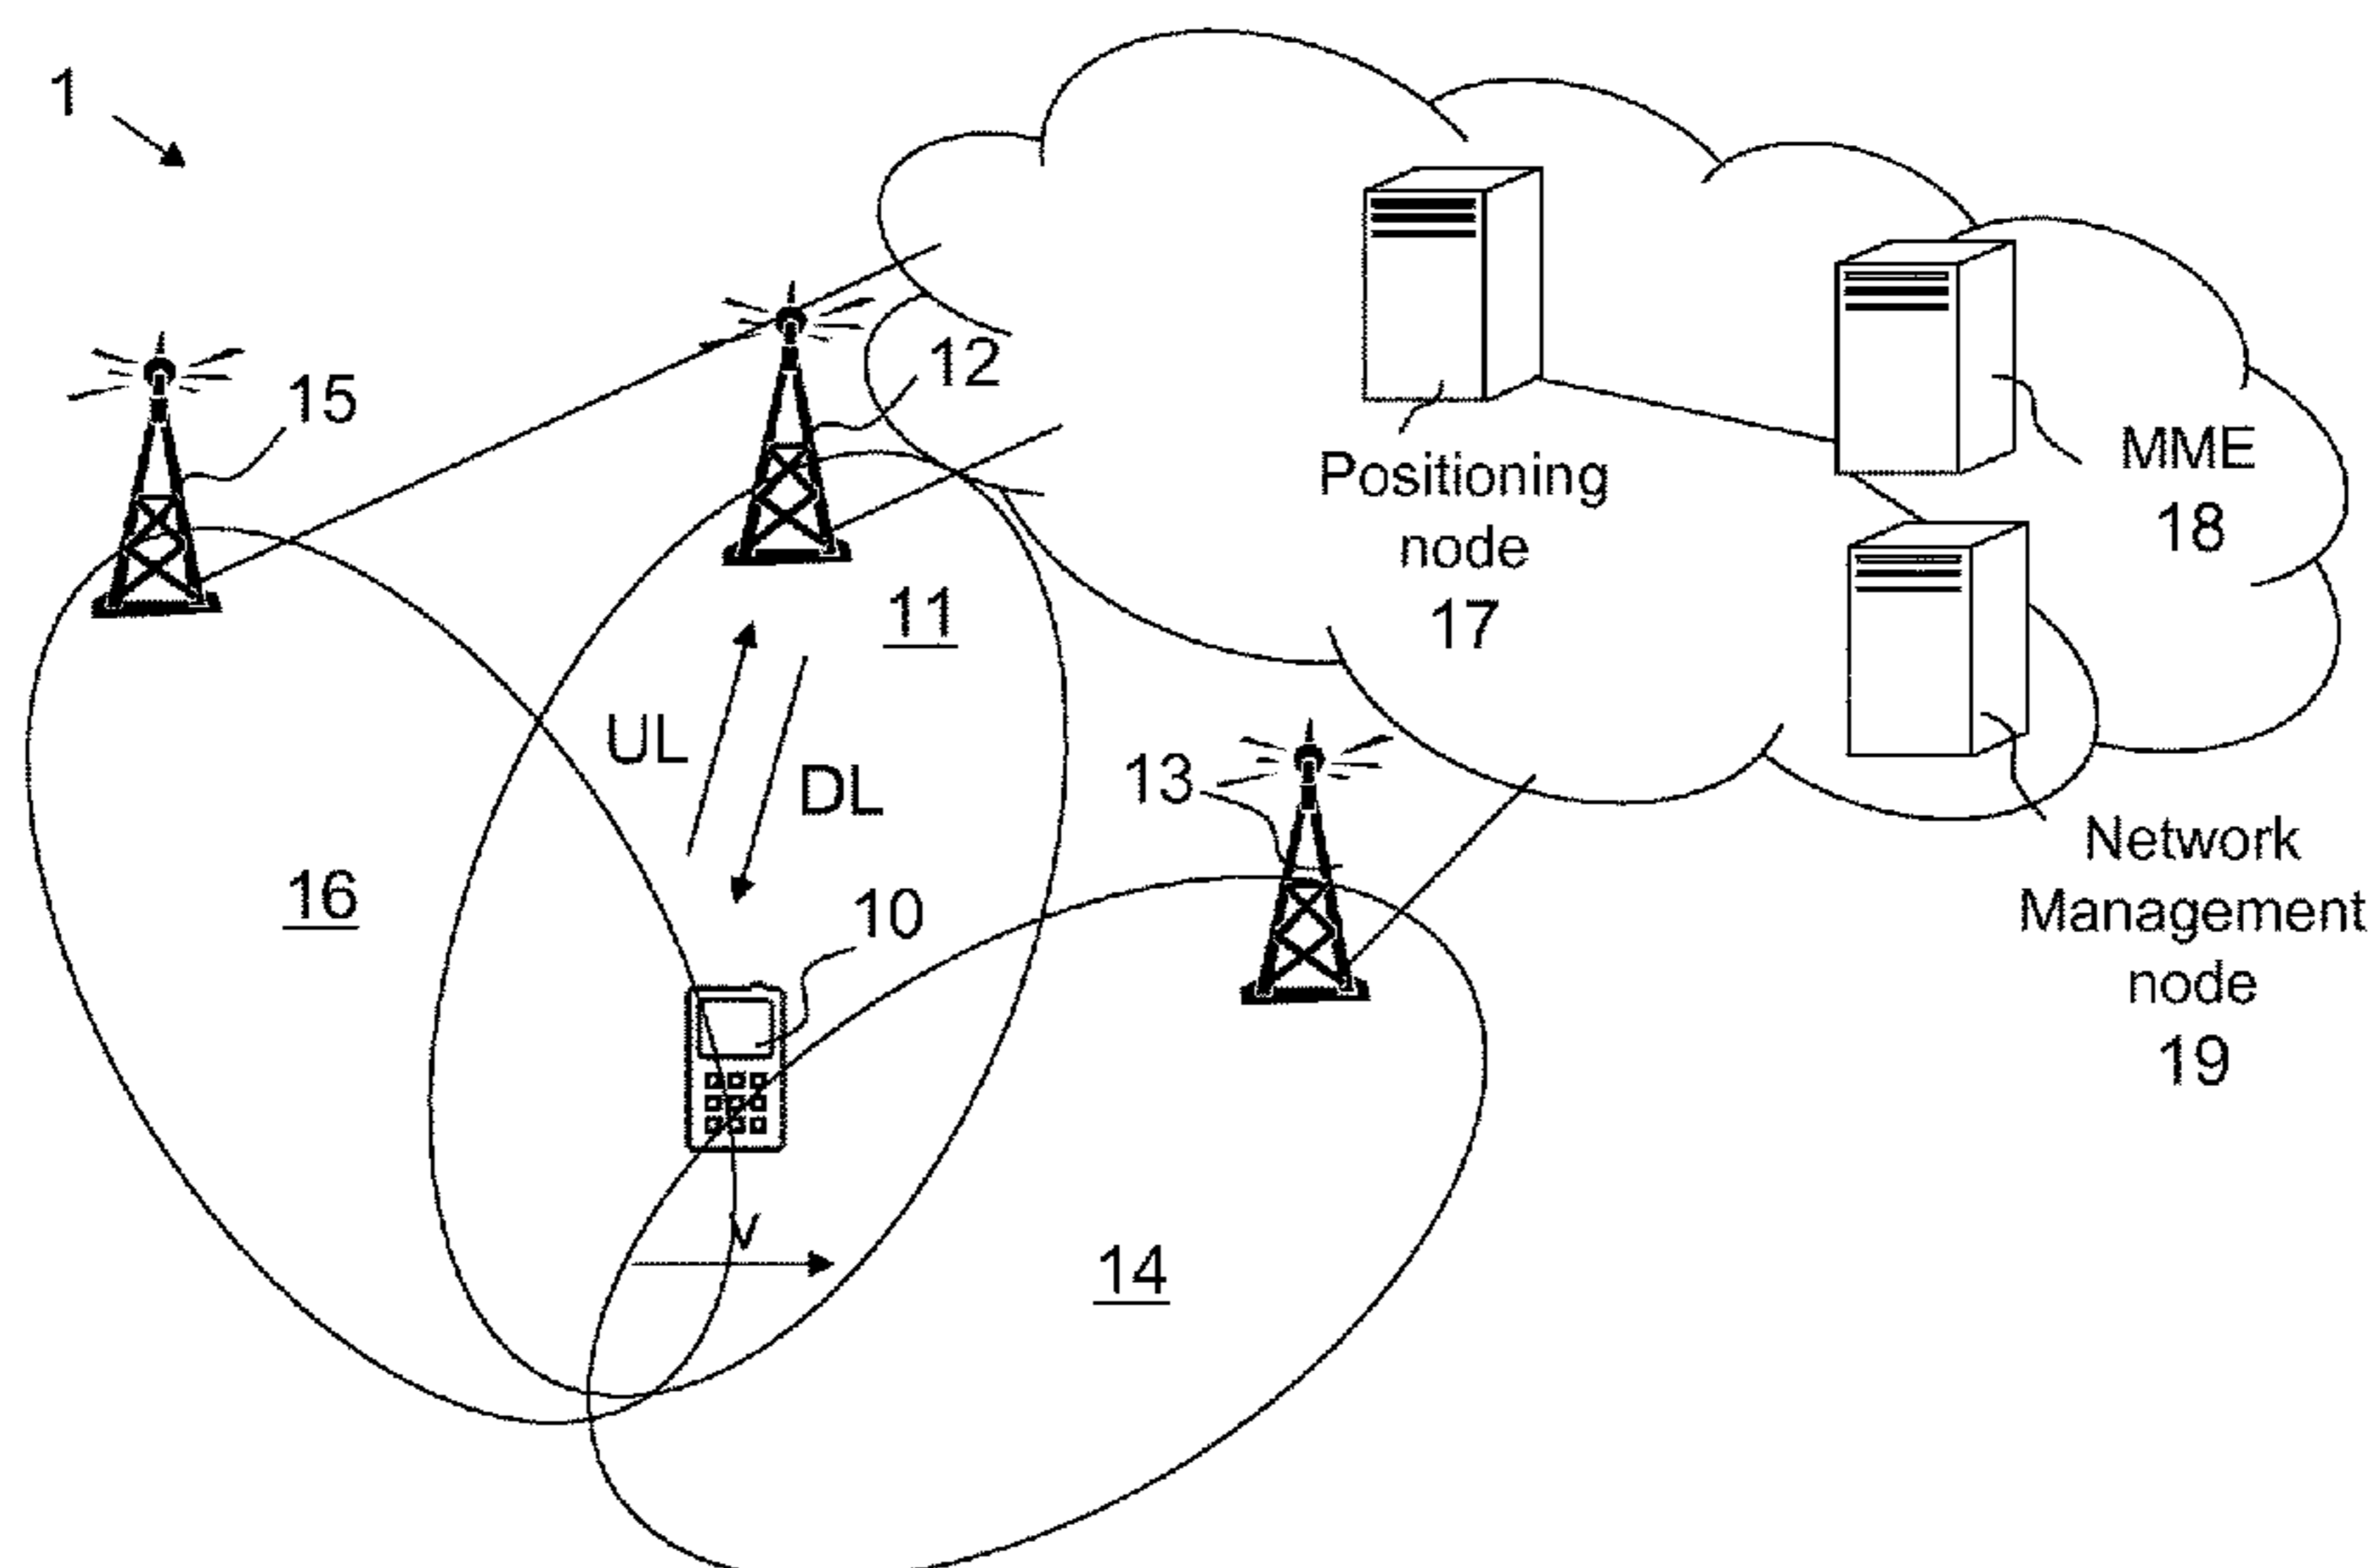 1
12
15
Positioning
node
17
MME
18
11
UL
DL
13
16
10
Network
Management
node
19
V
14